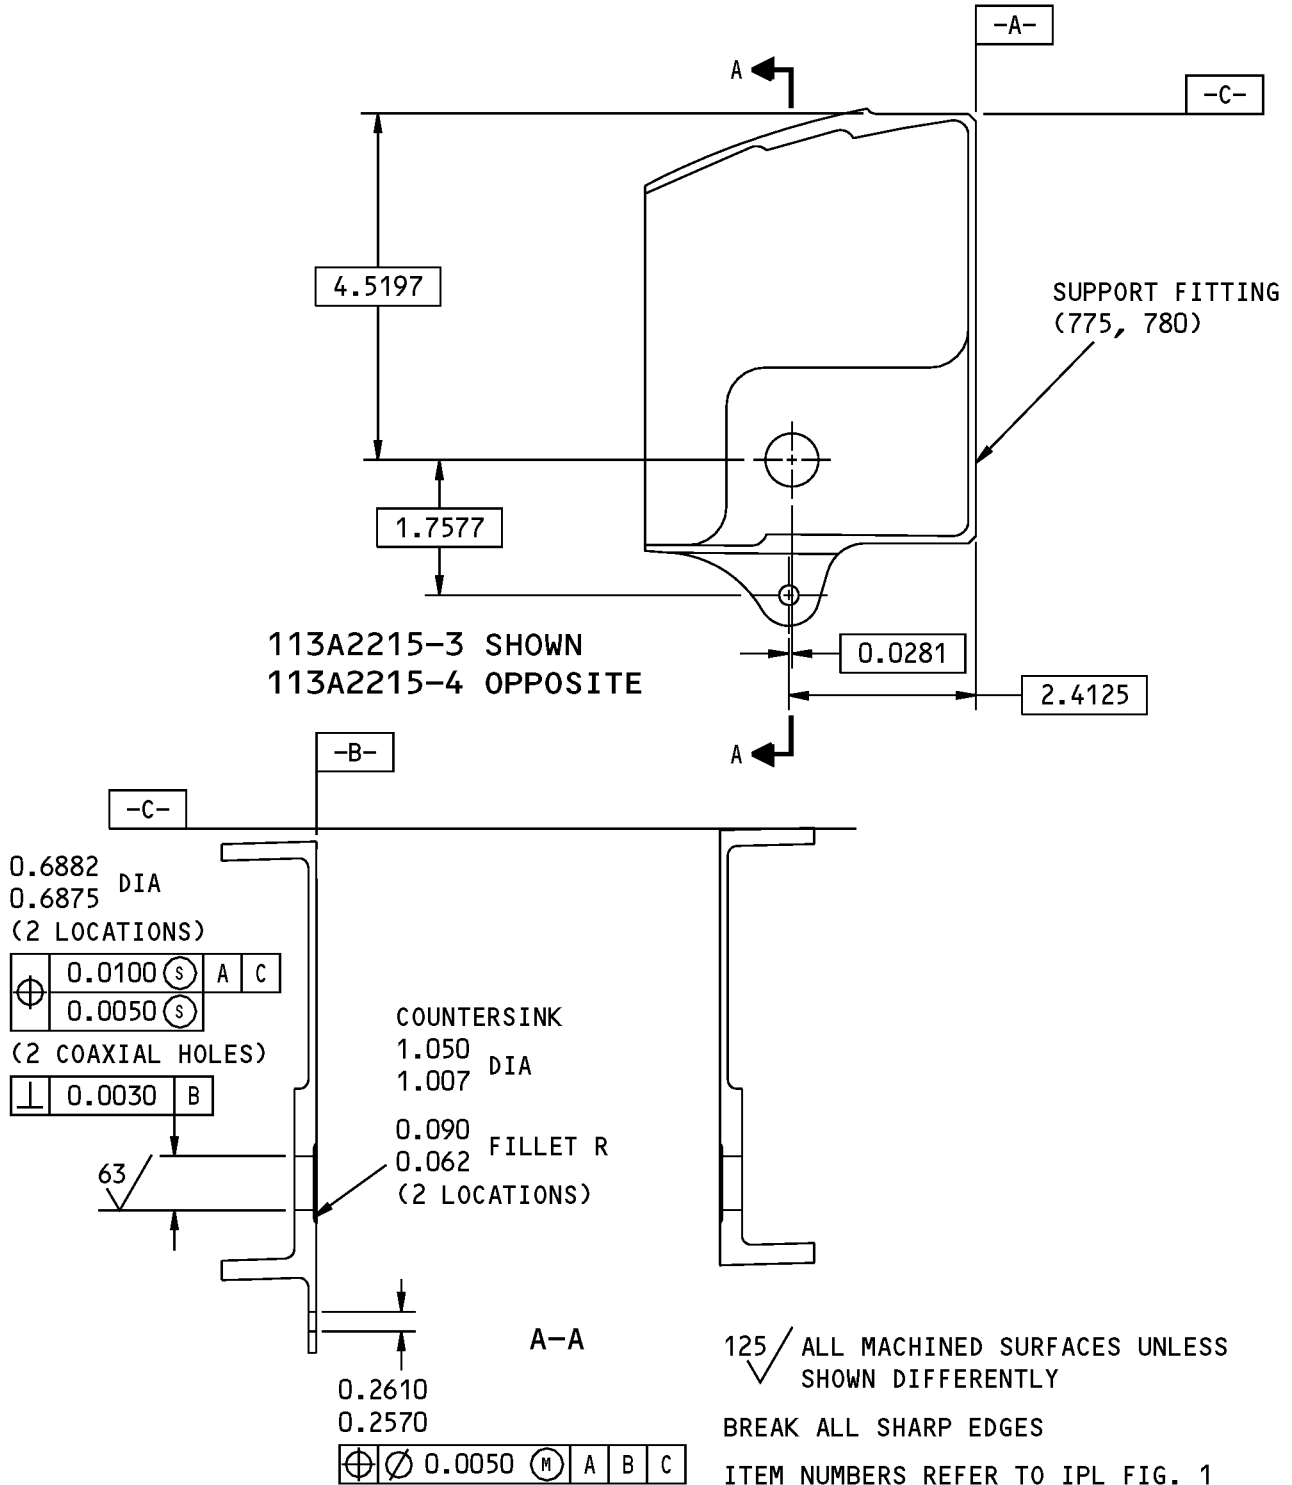 -A-
A
-C-
4.5197
SUPPORT FITTING
(775, 780)
1.7577
113A2215-3 SHOWN
113A2215-4 OPPOSITE
0.0281
2.4125
A
-B-
-C-
0.6882
0.6875 DIA
(2 LOCATIONS)
0.0100 Ⓢ A C
0.0050 Ⓢ
(2 COAXIAL HOLES)
⊥ 0.0030 B
63
COUNTERSINK
1.050
1.007 DIA
0.090
0.062 FILLET R
(2 LOCATIONS)
A-A
0.2610
0.2570
⌖ ⌀ 0.0050 Ⓜ A B C
125 ALL MACHINED SURFACES UNLESS
SHOWN DIFFERENTLY
BREAK ALL SHARP EDGES
ITEM NUMBERS REFER TO IPL FIG. 1